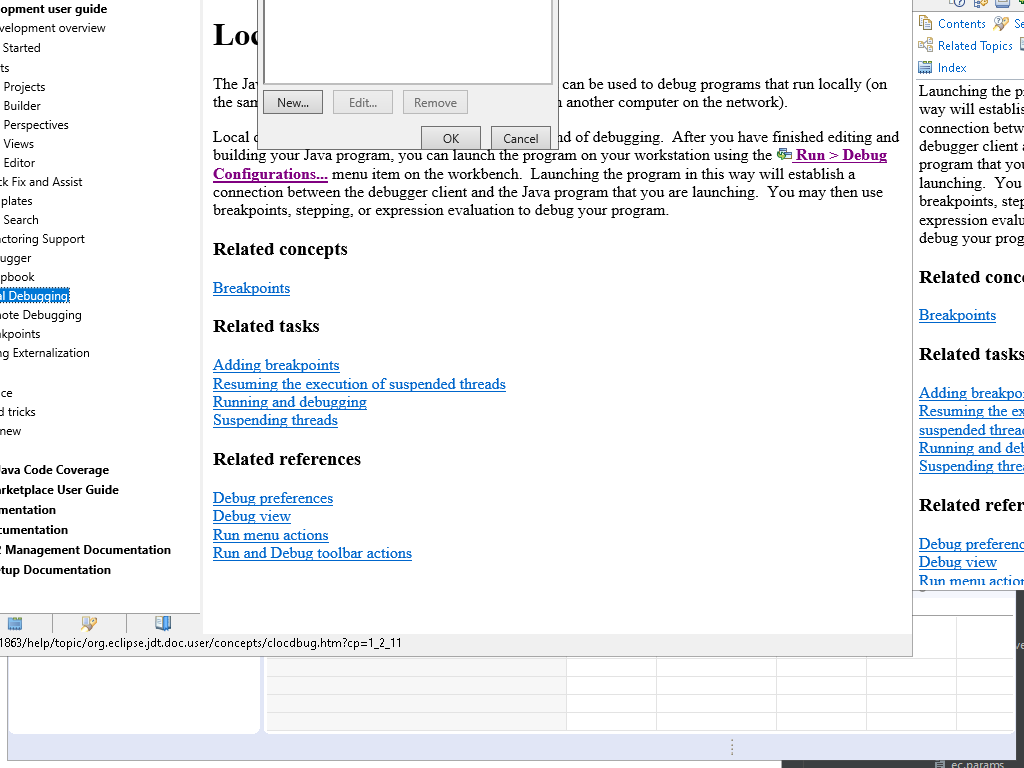 opment user guide
velopment overview
Started
ts
Projects
Builder
Perspectives
Views
Editor
ck Fix and Assist
plates
Search
actoring Support
ugger
pbook
al Debugging
ote Debugging
kpoints
g Externalization
ce
d tricks
new
Java Code Coverage
rketplace User Guide
mentation
cumentation
2 Management Documentation
tup Documentation
1863/help/topic/org.eclipse.jdt.doc.user/concepts/clocdbug.htm?cp=1_2_11
New...
Edit...
Remove
OK
Cancel
Loc
The Ja can be used to debug programs that run locally (on
the san n another computer on the network).
Local d nd of debugging. After you have finished editing and
building your Java program, you can launch the program on your workstation using the Run > Debug
Configurations... menu item on the workbench. Launching the program in this way will establish a
connection between the debugger client and the Java program that you are launching. You may then use
breakpoints, stepping, or expression evaluation to debug your program.
Related concepts
Breakpoints
Related tasks
Adding breakpoints
Resuming the execution of suspended threads
Running and debugging
Suspending threads
Related references
Debug preferences
Debug view
Run menu actions
Run and Debug toolbar actions
Contents Se
Related Topics
Index
Launching the p
way will establis
connection betw
debugger client a
program that you
launching. You
breakpoints, step
expression evalu
debug your prog
Related conce
Breakpoints
Related tasks
Adding breakpo
Resuming the ex
suspended thread
Running and deb
Suspending thre
Related refer
Debug preferenc
Debug view
Run menu action
ve
ec.params